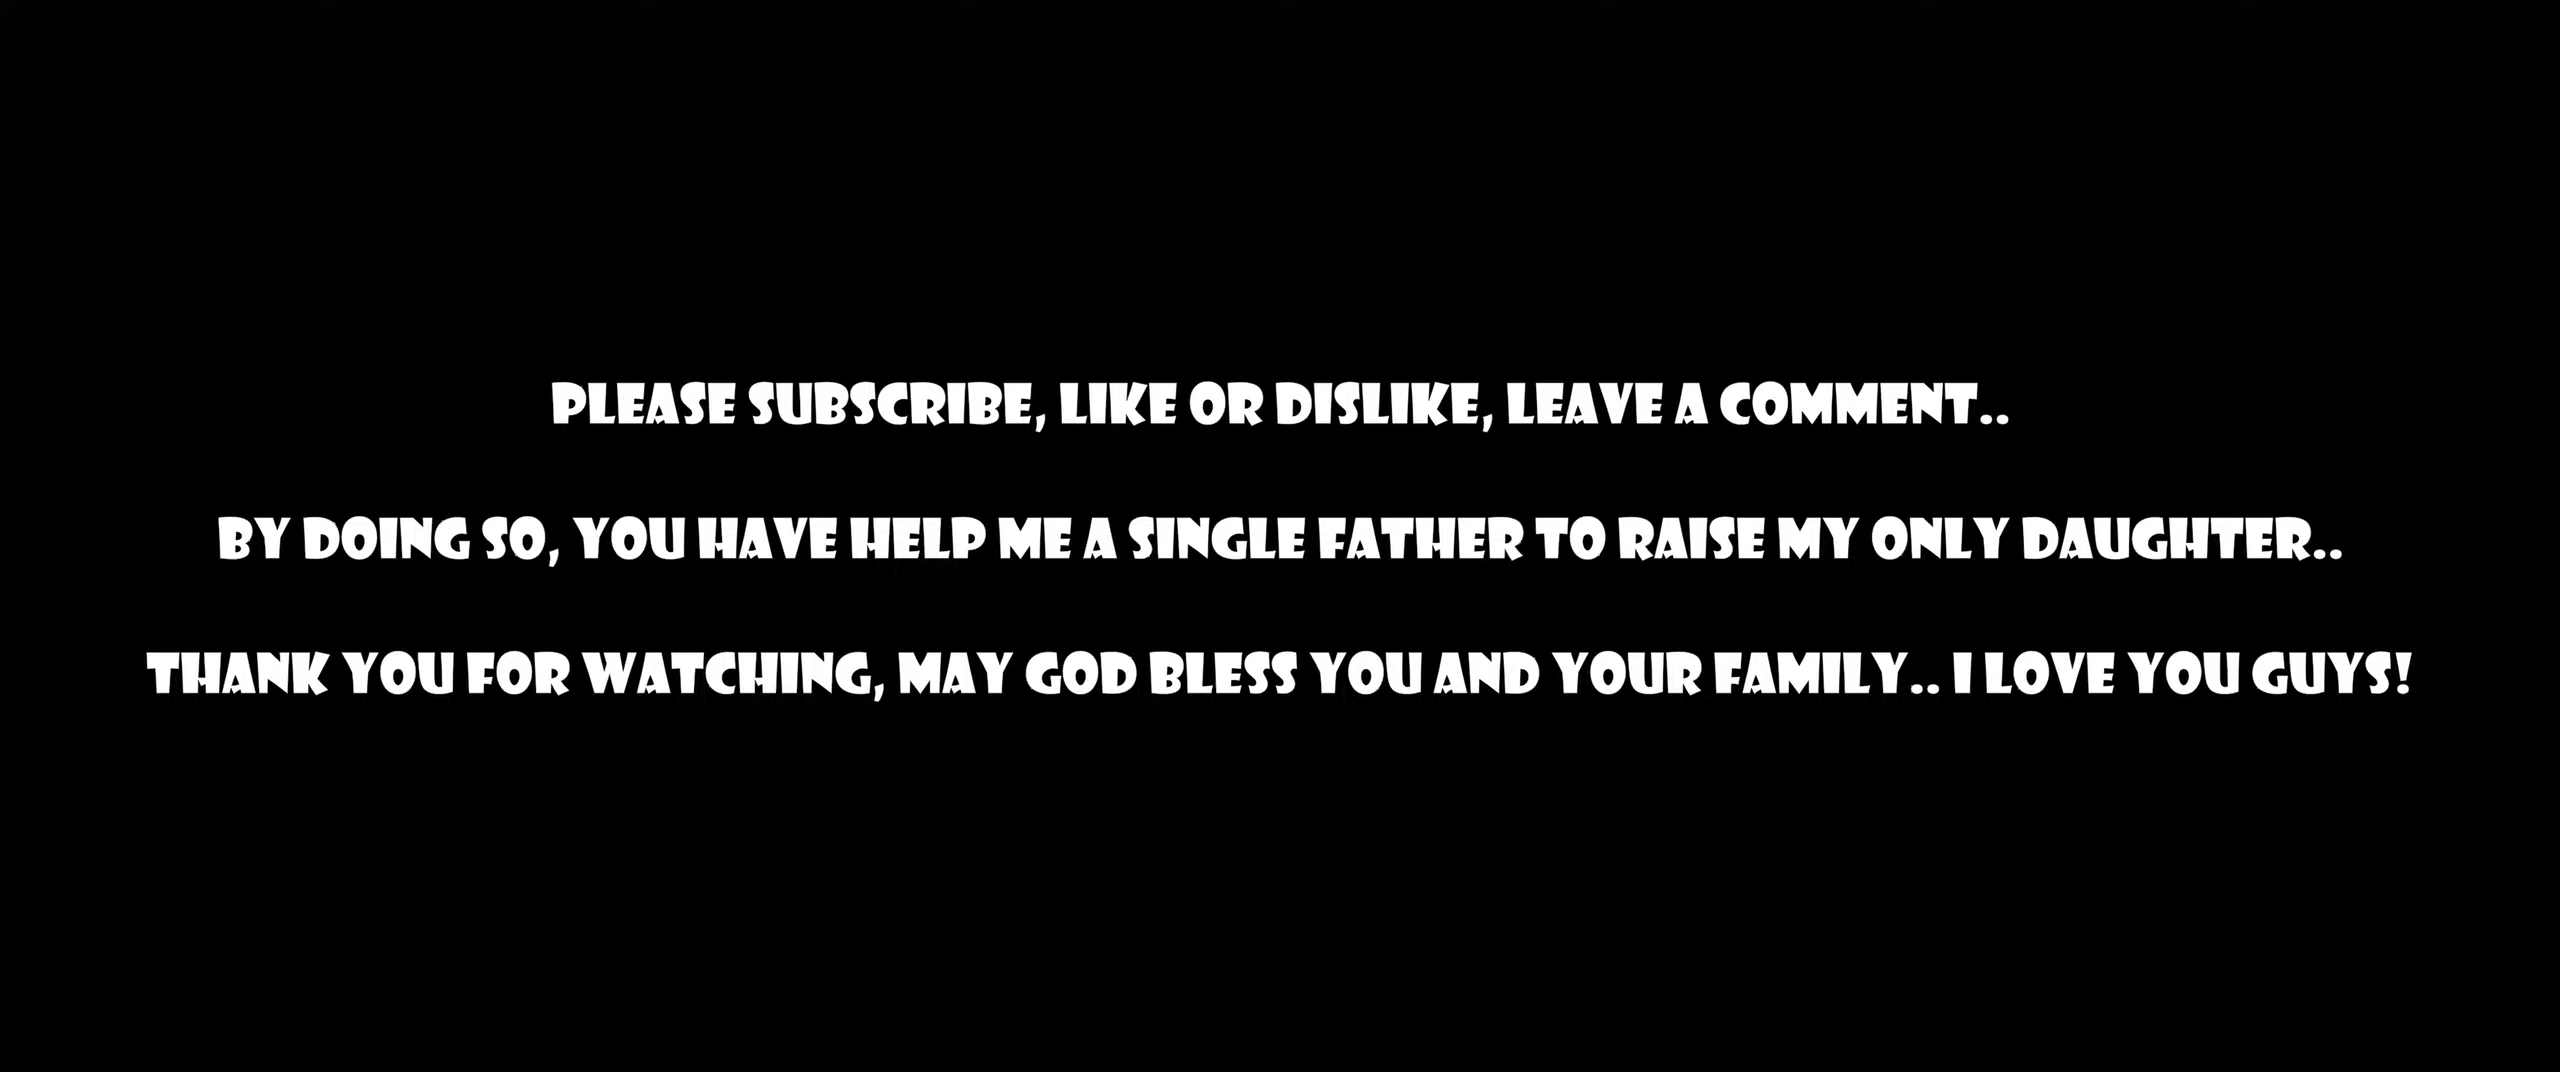 PLEASE SUBSCRIBE, LIKE OR DISLIKE, LEAVE A COMMENT..
BY DOING SO, YOU HAVE HELP ME A SINGLE FATHER TO RAISE MY ONLY DAUGHTER..
THANK YOU FOR WATCHING, MAY GOD BLESS YOU AND YOUR FAMILY.. I LOVE YOU GUYS!